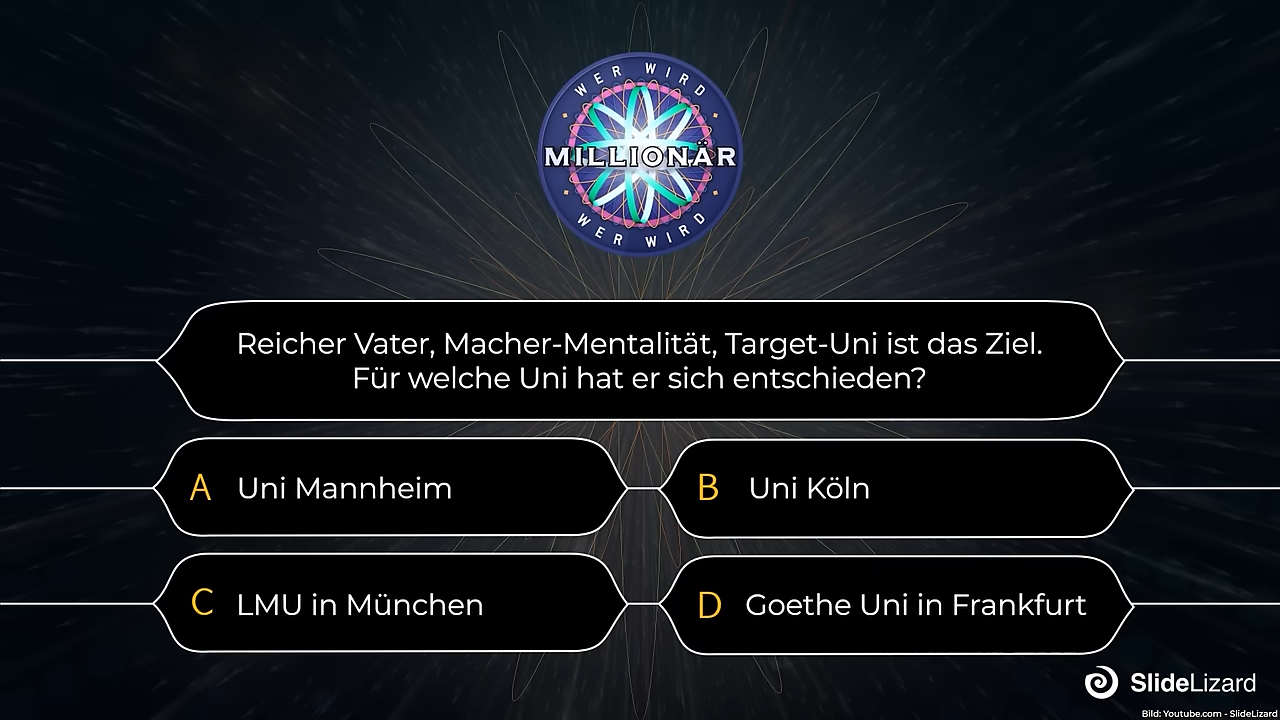 WER WIRD
MILLIONÄR
WER WIRD
Reicher Vater, Macher-Mentalität, Target-Uni ist das Ziel.
Für welche Uni hat er sich entschieden?
A Uni Mannheim
B Uni Köln
C LMU in München
D Goethe Uni in Frankfurt
SlideLizard
Bild: Youtube.com - SlideLizard